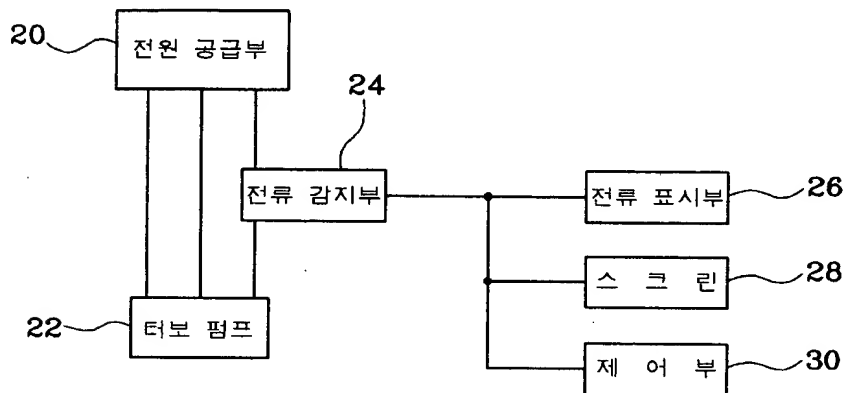 20
전원 공급부
24
전류 감지부
전류 표시부
26
스 크 린
28
22
터보 펌프
제 어 부
30